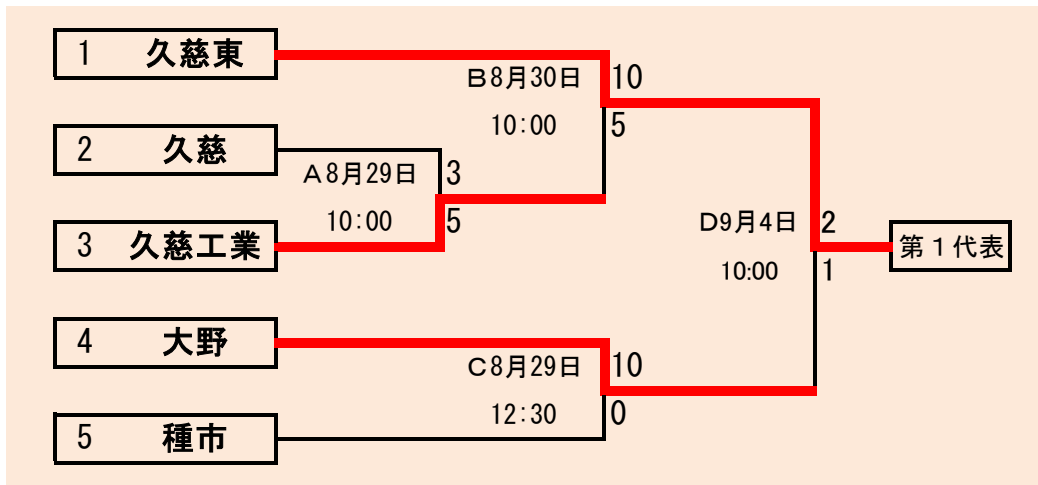 1 久慈東
B8月30日 10
10:00 5
2 久慈
A8月29日 3
10:00 5
3 久慈工業
D9月4日 2
10:00 1
第1代表
4 大野
C8月29日 10
12:30 0
5 種市